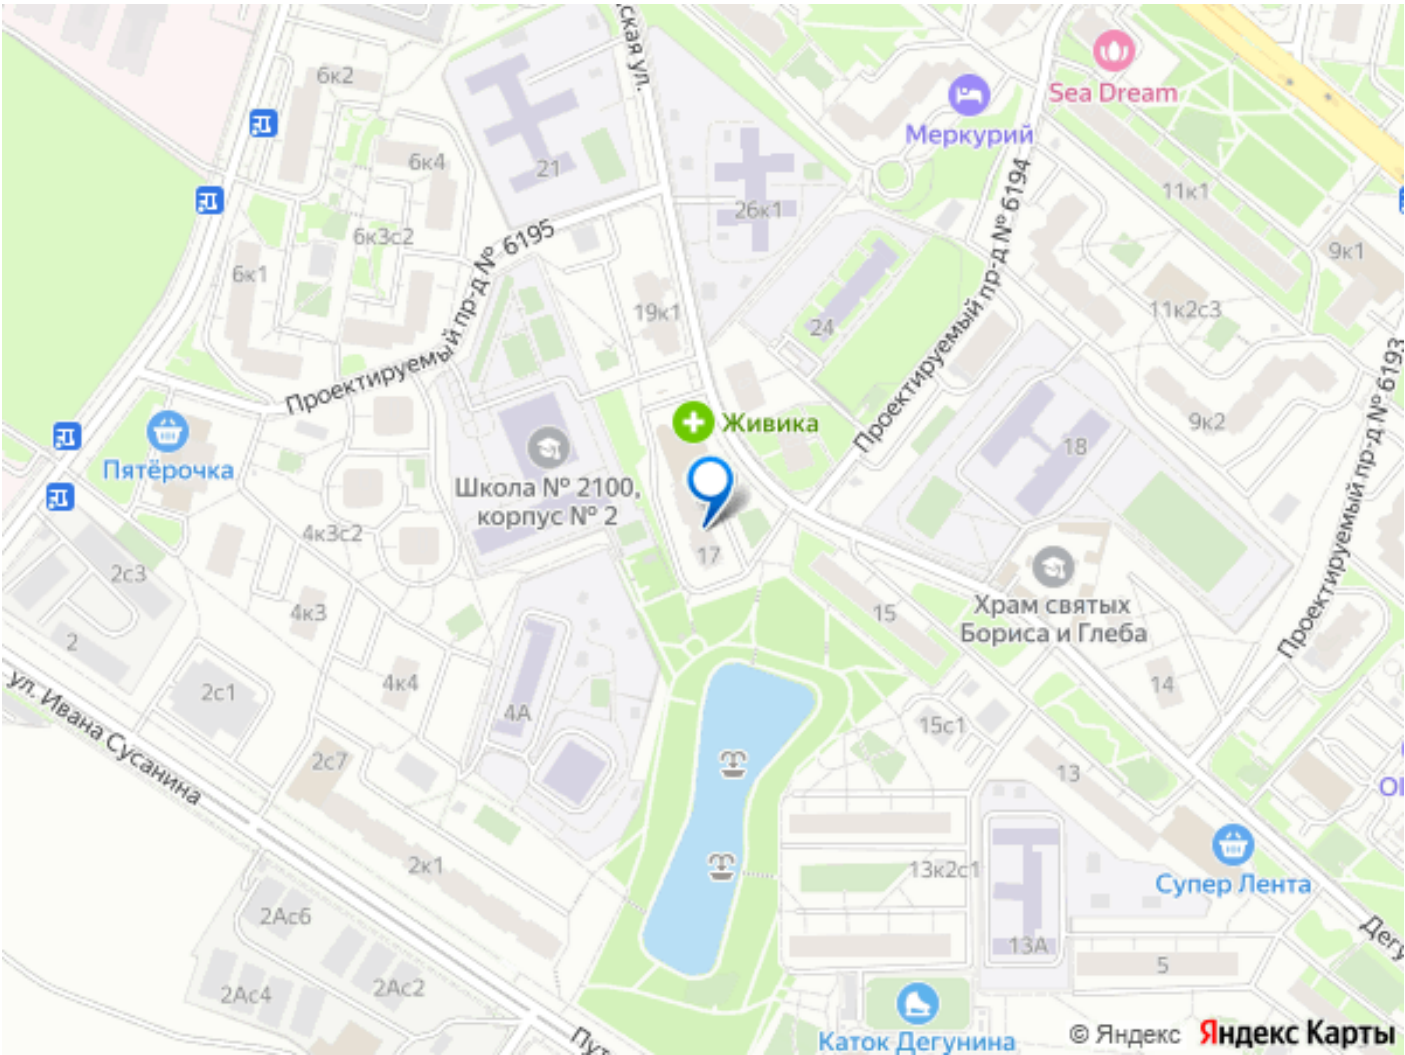 ская ул.
6к2
Sea Dream
Меркурий
6к4
21
26к1
11к1
6к3с2
Проектируемый пр-д № 6195
Проектируемый пр-д № 6194
9к1
6к1
19к1
24
11к2с3
Проектируемый пр-д № 6193
Живика
9к2
18
Пятёрочка
Школа № 2100,
корпус № 2
4к3с2
17
2с3
4к3
15
Храм святых
Бориса и Глеба
2
2с1
4к4
14
4А
15с1
ул. Ивана Сусанина
2с7
13
2к1
13к2с1
Супер Лента
2Ас6
13А
Дегу
5
2Ас4
2Ас2
Пут
Каток Дегунина
© Яндекс Яндекс Карты